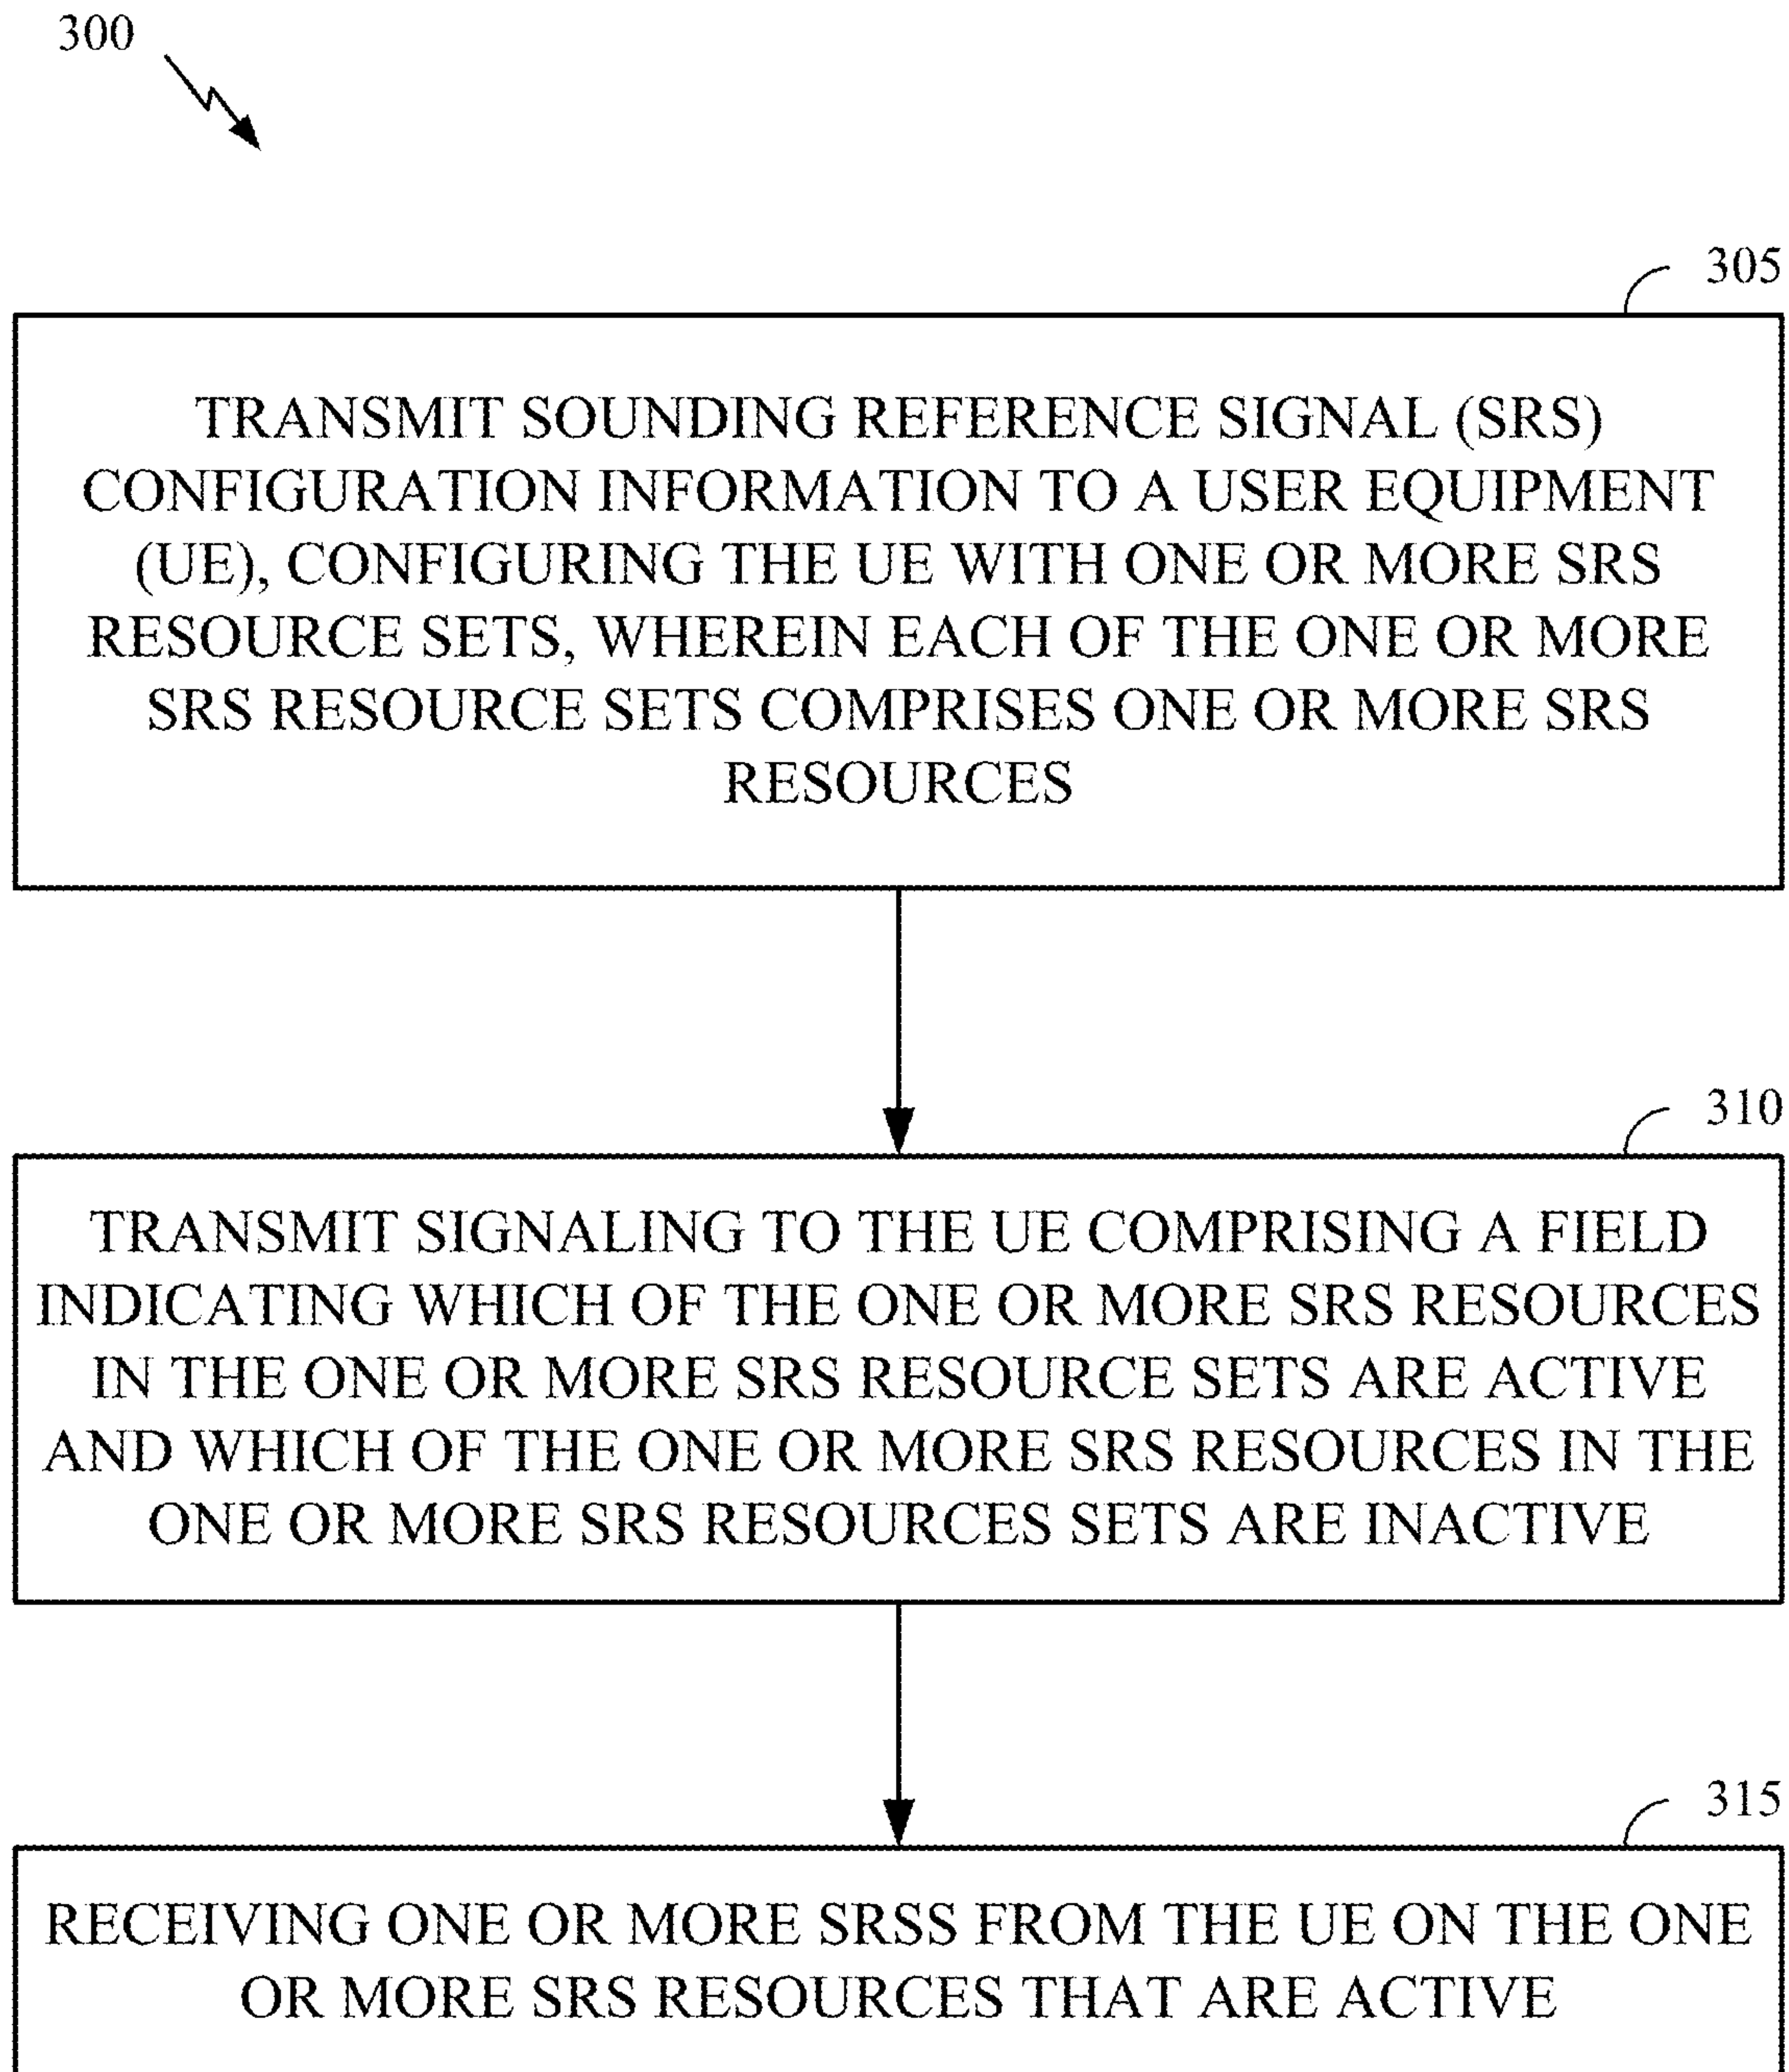 300
305
TRANSMIT SOUNDING REFERENCE SIGNAL (SRS)
CONFIGURATION INFORMATION TO A USER EQUIPMENT
(UE), CONFIGURING THE UE WITH ONE OR MORE SRS
RESOURCE SETS, WHEREIN EACH OF THE ONE OR MORE
SRS RESOURCE SETS COMPRISES ONE OR MORE SRS
RESOURCES
310
TRANSMIT SIGNALING TO THE UE COMPRISING A FIELD
INDICATING WHICH OF THE ONE OR MORE SRS RESOURCES
IN THE ONE OR MORE SRS RESOURCE SETS ARE ACTIVE
AND WHICH OF THE ONE OR MORE SRS RESOURCES IN THE
ONE OR MORE SRS RESOURCES SETS ARE INACTIVE
315
RECEIVING ONE OR MORE SRSS FROM THE UE ON THE ONE
OR MORE SRS RESOURCES THAT ARE ACTIVE